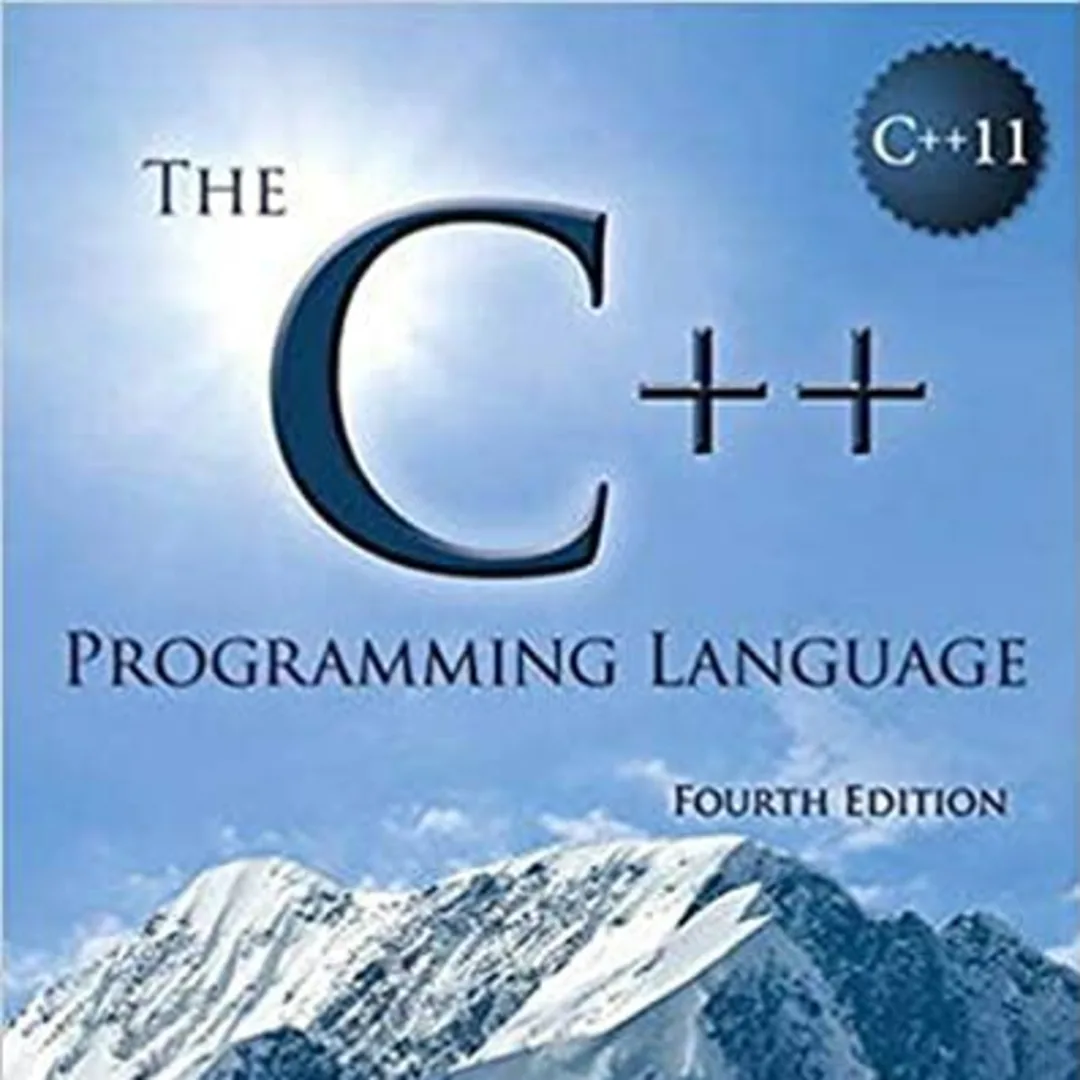 C++11
THE
C++
PROGRAMMING LANGUAGE
FOURTH EDITION